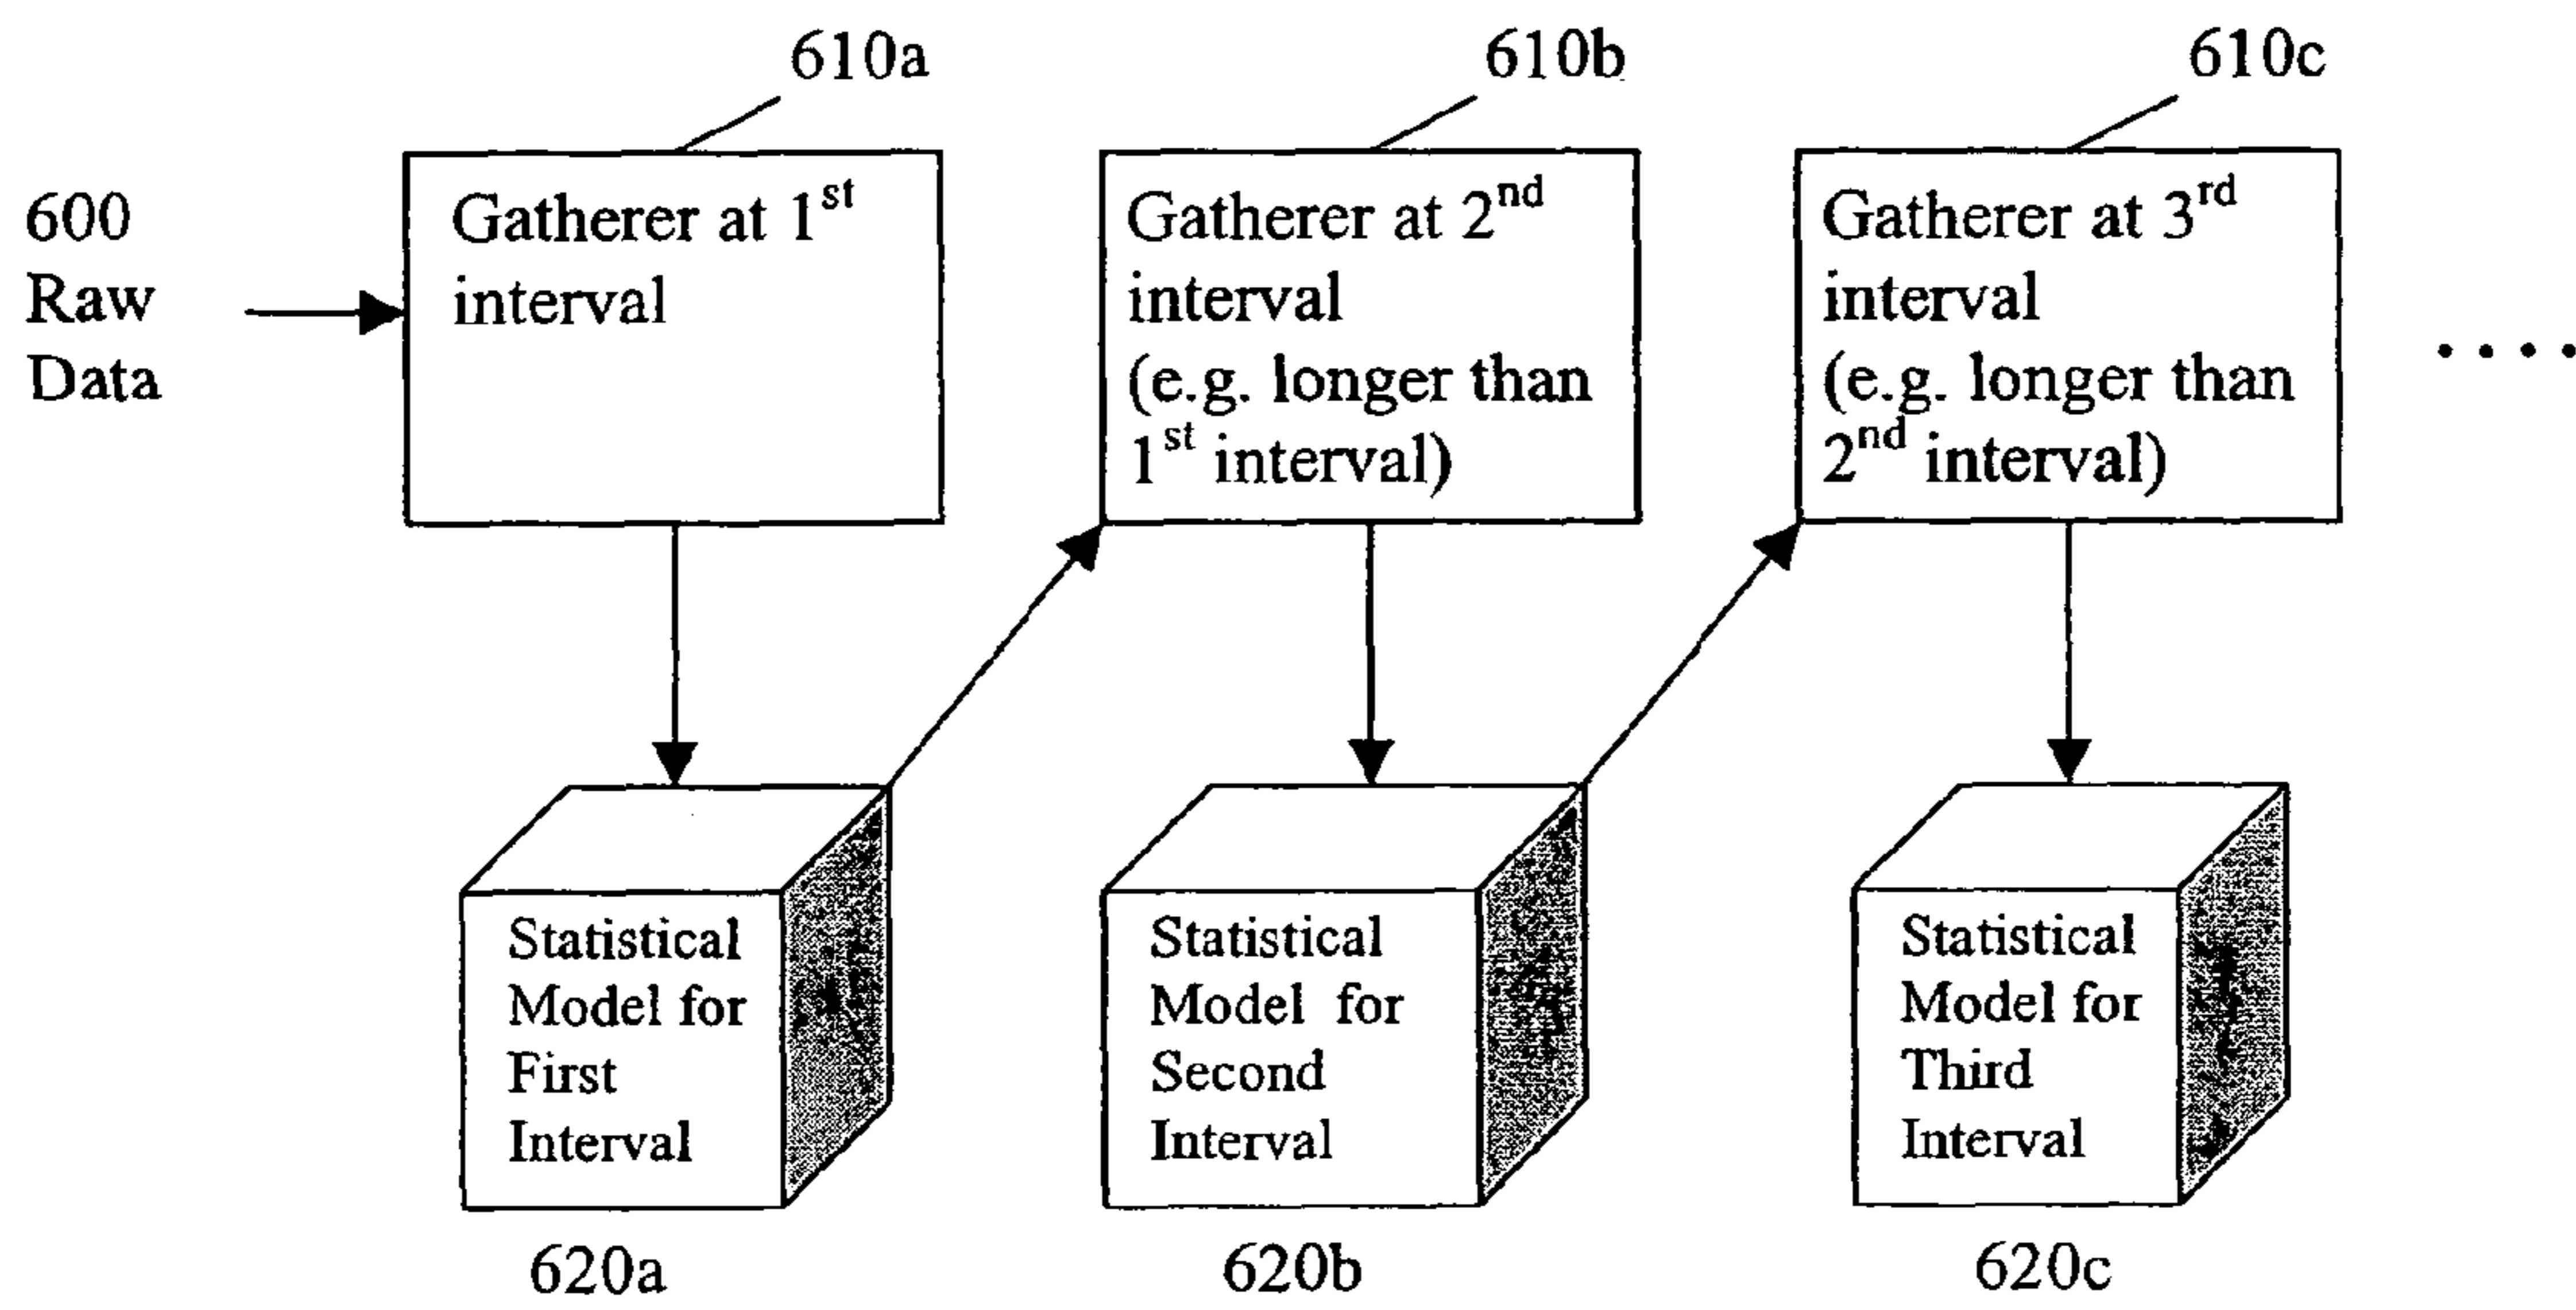 610a
610b
610c
600
Raw
Data
Gatherer at 1st
interval
Gatherer at 2nd
interval
(e.g. longer than
1st interval)
Gatherer at 3rd
interval
(e.g. longer than
2nd interval)
....
Statistical
Model for
First
Interval
Statistical
Model for
Second
Interval
Statistical
Model for
Third
Interval
620a
620b
620c